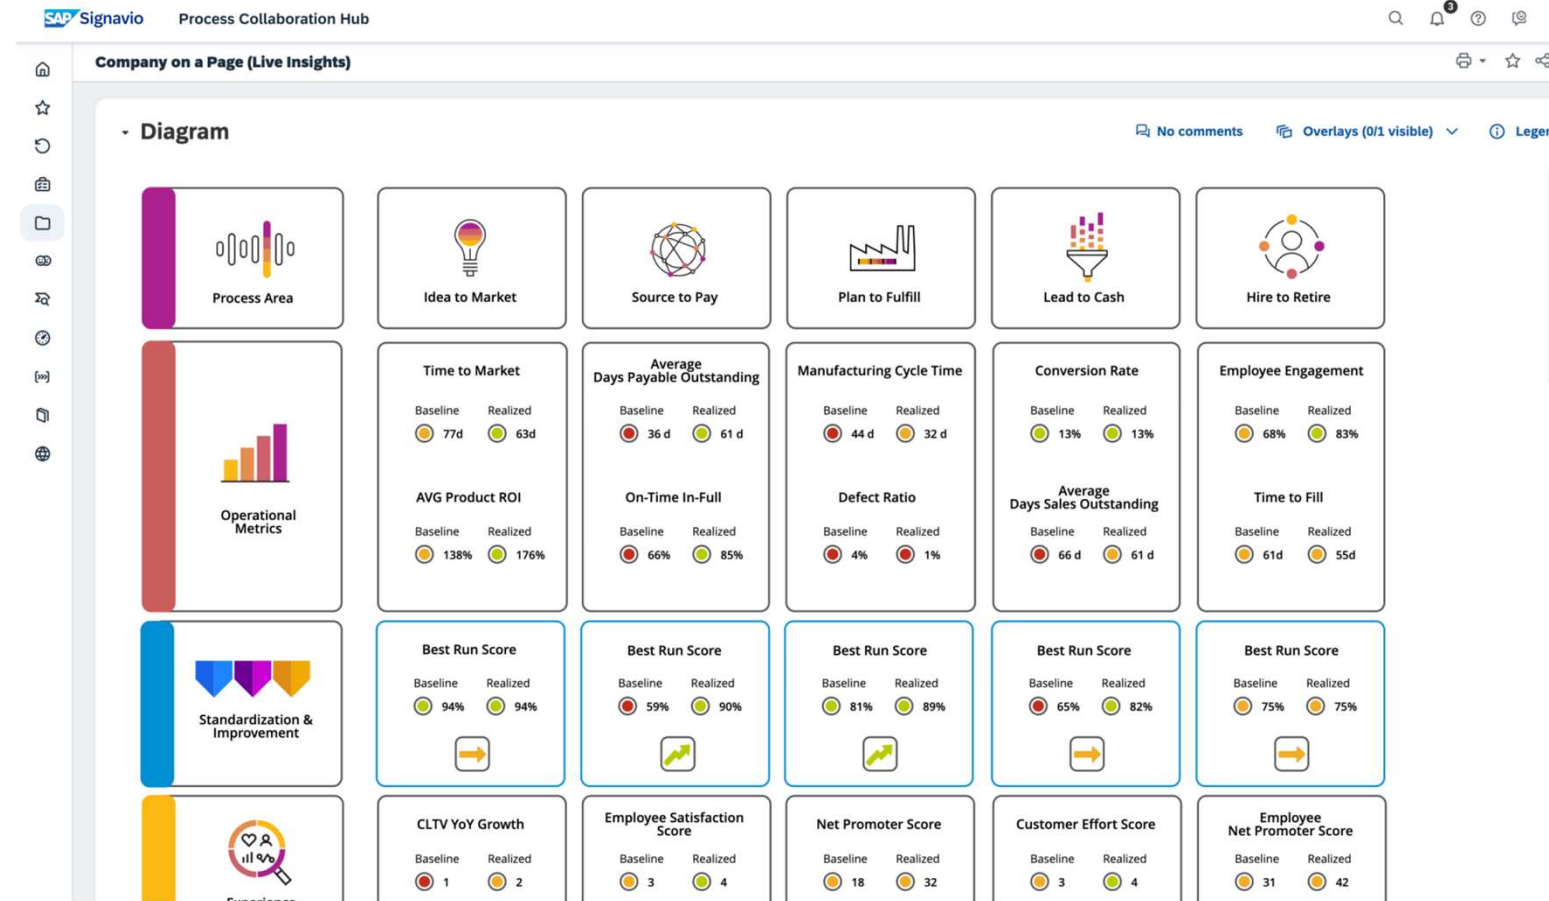 SAP Signavio Process Collaboration Hub
3
Company on a Page (Live Insights)
Diagram
No comments
Overlays (0/1 visible)
Process Area
Idea to Market
Source to Pay
Plan to Fulfill
Lead to Cash
Hire to Retire
Operational
Metrics
Time to Market
Baseline Realized
77d 63d
AVG Product ROI
Baseline Realized
138% 176%
Average
Days Payable Outstanding
Baseline Realized
36 d 61 d
On-Time In-Full
Baseline Realized
66% 85%
Manufacturing Cycle Time
Baseline Realized
44 d 32 d
Defect Ratio
Baseline Realized
4% 1%
Conversion Rate
Baseline Realized
13% 13%
Average
Days Sales Outstanding
Baseline Realized
66 d 61 d
Employee Engagement
Baseline Realized
68% 83%
Time to Fill
Baseline Realized
61d 55d
Standardization &
Improvement
Best Run Score
Baseline Realized
94% 94%
Best Run Score
Baseline Realized
59% 90%
Best Run Score
Baseline Realized
81% 89%
Best Run Score
Baseline Realized
65% 82%
Best Run Score
Baseline Realized
75% 75%
CLTV YoY Growth
Baseline Realized
1 2
Employee Satisfaction
Score
Baseline Realized
3 4
Net Promoter Score
Baseline Realized
18 32
Customer Effort Score
Baseline Realized
3 4
Employee
Net Promoter Score
Baseline Realized
31 42